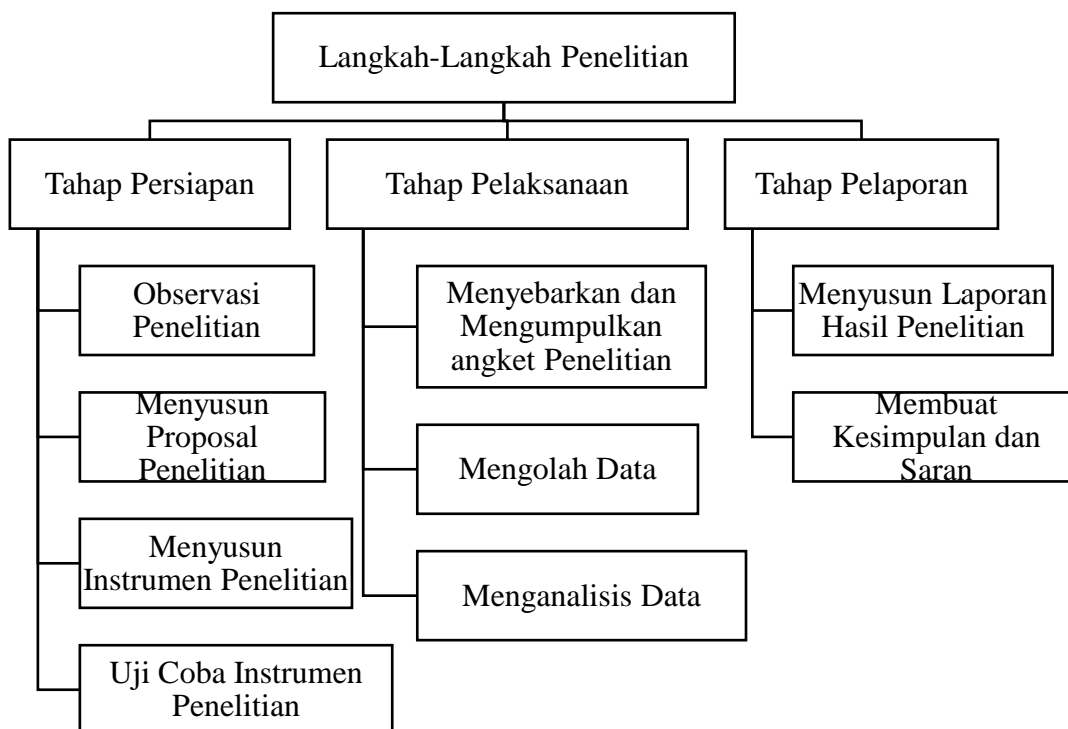 Langkah-Langkah Penelitian
Tahap Persiapan
Observasi
Penelitian
Menyusun
Proposal
Penelitian
Menyusun
Instrumen Penelitian
Uji Coba Instrumen
Penelitian
Tahap Pelaksanaan
Menyebarkan dan
Mengumpulkan
angket Penelitian
Mengolah Data
Menganalisis Data
Tahap Pelaporan
Menyusun Laporan
Hasil Penelitian
Membuat
Kesimpulan dan
Saran